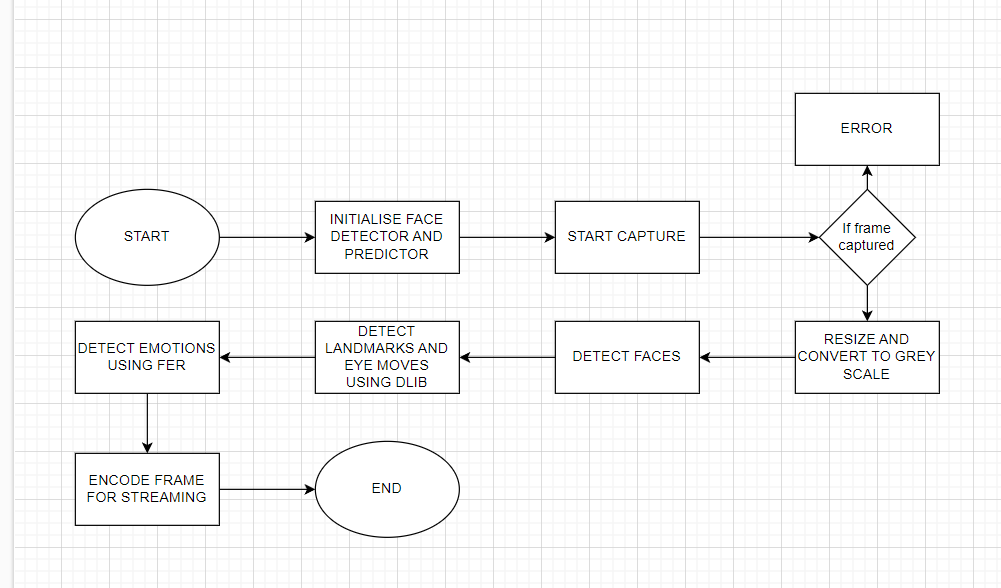 ERROR
START
INITIALISE FACE
DETECTOR AND
PREDICTOR
START CAPTURE
If frame
captured
RESIZE AND
CONVERT TO GREY
SCALE
DETECT FACES
DETECT
LANDMARKS AND
EYE MOVES
USING DLIB
DETECT EMOTIONS
USING FER
ENCODE FRAME
FOR STREAMING
END